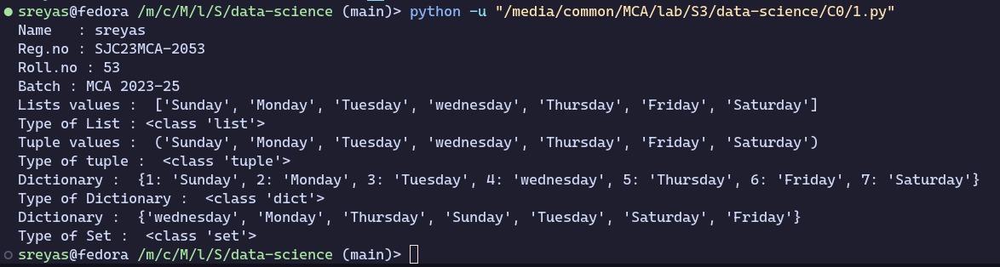 sreyas@fedora /m/c/M/l/S/data-science (main)> python -u "/media/common/MCA/lab/S3/data-science/C0/1.py"
Name   : sreyas
Reg.no : SJC23MCA-2053
Roll.no : 53
Batch : MCA 2023-25
Lists values :  ['Sunday', 'Monday', 'Tuesday', 'wednesday', 'Thursday', 'Friday', 'Saturday']
Type of List : <class 'list'>
Tuple values :  ('Sunday', 'Monday', 'Tuesday', 'wednesday', 'Thursday', 'Friday', 'Saturday')
Type of tuple :  <class 'tuple'>
Dictionary :  {1: 'Sunday', 2: 'Monday', 3: 'Tuesday', 4: 'wednesday', 5: 'Thursday', 6: 'Friday', 7: 'Saturday'}
Type of Dictionary :  <class 'dict'>
Dictionary :  {'wednesday', 'Monday', 'Thursday', 'Sunday', 'Tuesday', 'Saturday', 'Friday'}
Type of Set :  <class 'set'>
sreyas@fedora /m/c/M/l/S/data-science (main)>